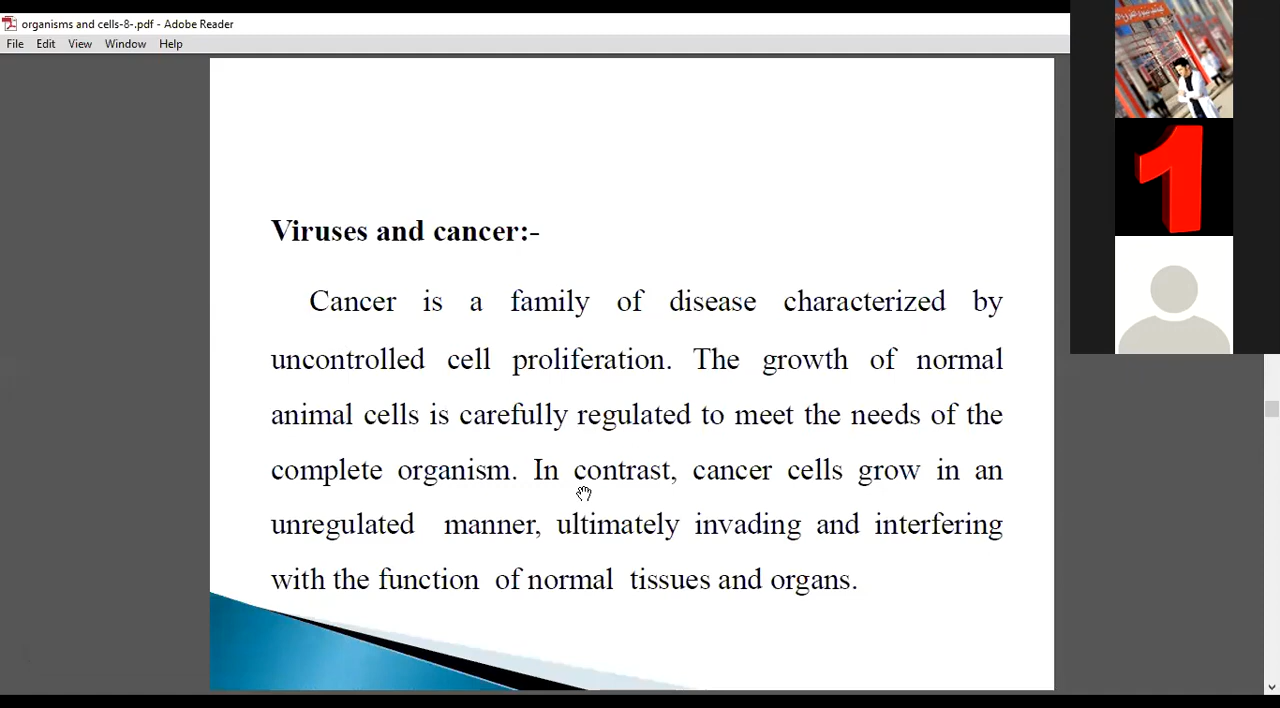 organisms and cells-8-.pdf - Adobe Reader
File Edit View Window Help
Viruses and cancer:-
Cancer is a family of disease characterized by
uncontrolled cell proliferation. The growth of normal
animal cells is carefully regulated to meet the needs of the
complete organism. In contrast, cancer cells grow in an
unregulated manner, ultimately invading and interfering
with the function of normal tissues and organs.
1